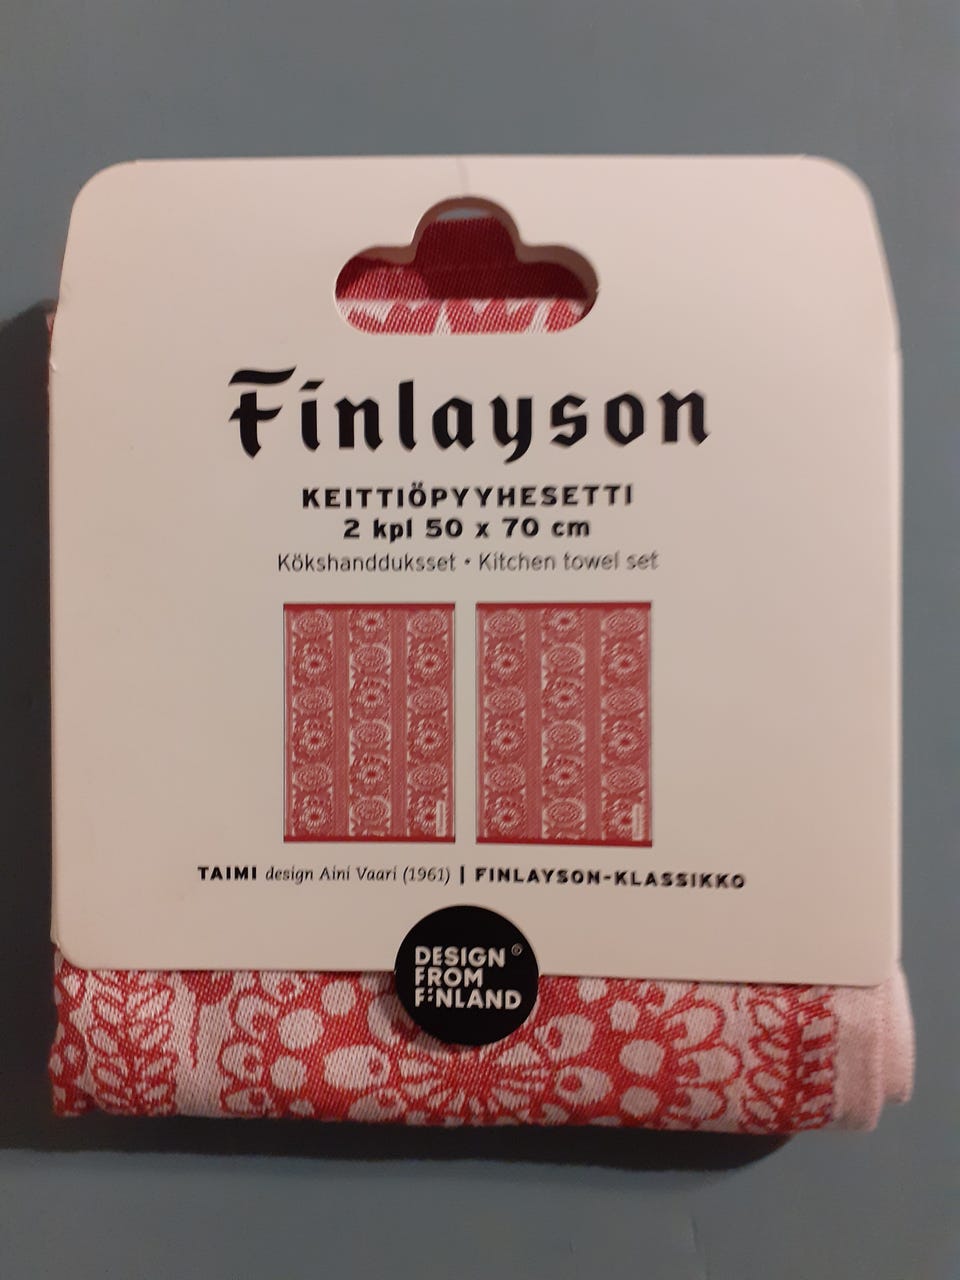 Finlayson
KEITTIÖPYYHESETTI
2 kpl 50 x 70 cm
Kökshandduksset • Kitchen towel set
TAIMI design Aini Vaari (1961) | FINLAYSON-KLASSIKKO
DESIGN ©
FROM
FINLAND